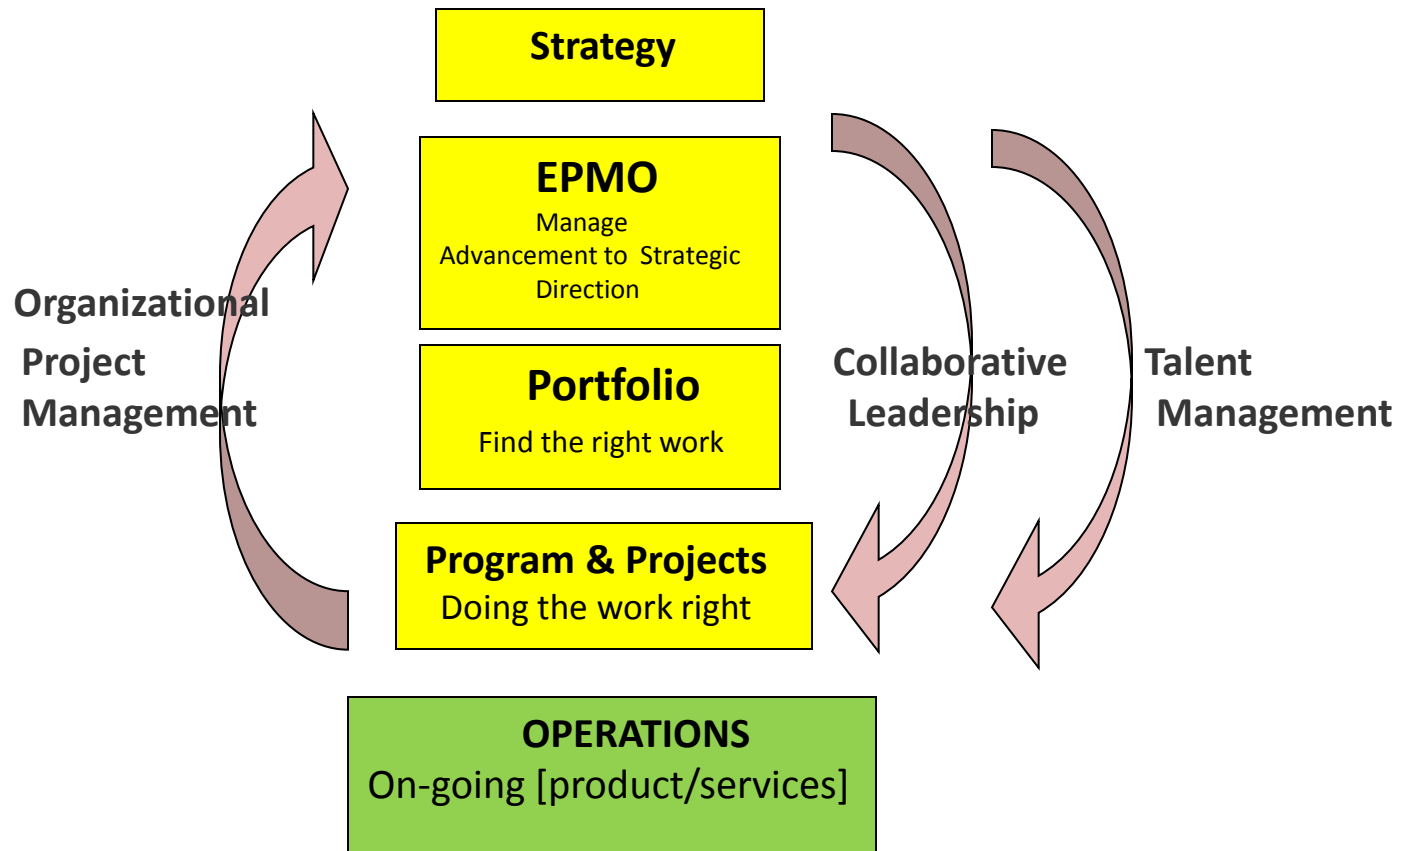 Strategy
EPMO
Manage
Advancement to Strategic
Direction
Organizational
Project
Management
Portfolio
Find the right work
Collaborative
Leadership
Talent
Management
Program & Projects
Doing the work right
OPERATIONS
On-going [product/services]